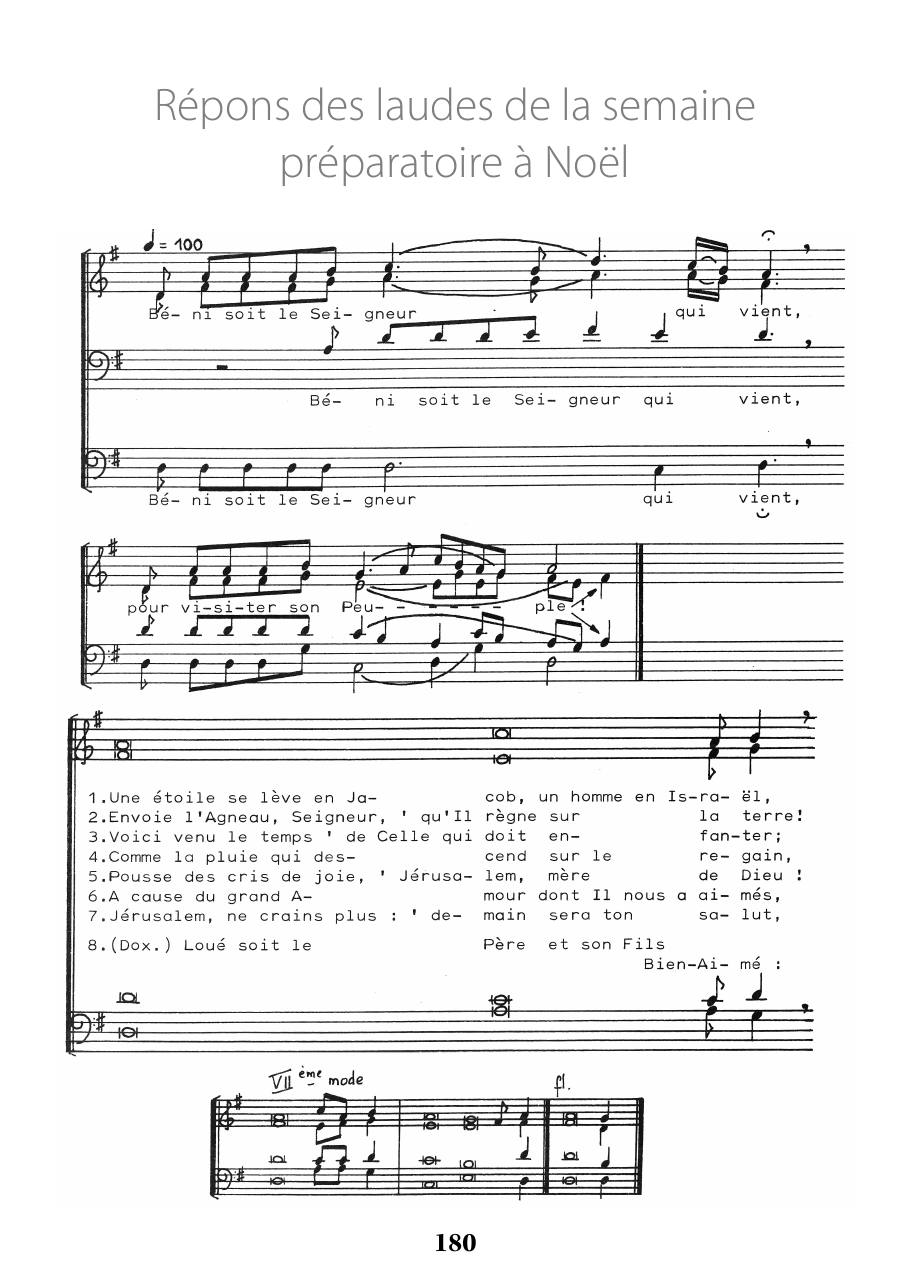 Répons des laudes de la semaine
préparatoire à Noël
= 100
Bé- ni soit le Sei- gneur qui vient,
Bé- ni soit le Sei- gneur qui vient,
Bé- ni soit le Sei- gneur qui vient,
pour vi-si-ter son Peu- - - - - - - ple !
1.Une étoile se lève en Ja- cob, un homme en Is-ra- ël,
2.Envoie l'Agneau, Seigneur, ' qu'Il règne sur la terre!
3.Voici venu le temps ' de Celle qui doit en- fan-ter;
4.Comme la pluie qui des- cend sur le re- gain,
5.Pousse des cris de joie, ' Jérusa- lem, mère de Dieu !
6.A cause du grand A- mour dont Il nous a ai- més,
7.Jérusalem, ne crains plus : ' de- main sera ton sa- lut,
8.(Dox.) Loué soit le Père et son Fils
Bien-Ai- mé :
VII ème mode fl.
180